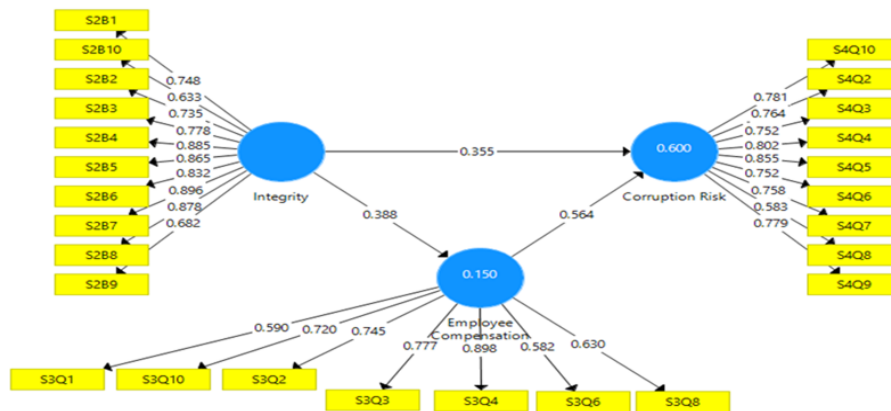 S2B1
S2B10
S2B2
S2B3
S2B4
S2B5
S2B6
S2B7
S2B8
S2B9
0.748
0.633
0.735
0.778
0.885
0.865
0.832
0.896
0.878
0.682
Integrity
0.355
0.388
0.564
0.600
Corruption Risk
0.781
0.764
0.752
0.802
0.855
0.752
0.758
0.583
0.779
S4Q10
S4Q2
S4Q3
S4Q4
S4Q5
S4Q6
S4Q7
S4Q8
S4Q9
0.150
Employee
Compensation
0.590
0.720
0.745
0.777
0.898
0.582
0.630
S3Q1
S3Q10
S3Q2
S3Q3
S3Q4
S3Q6
S3Q8